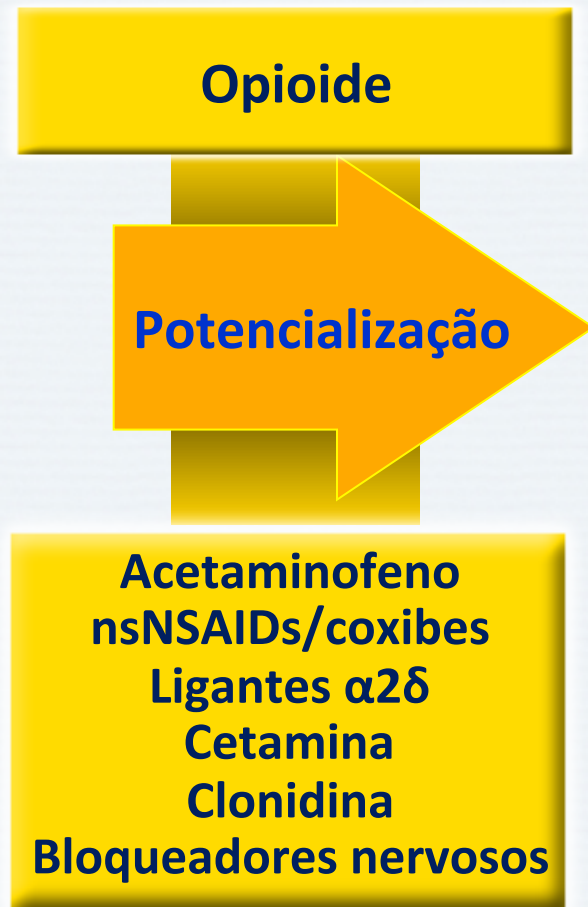 Opioide
Potencialização
Acetaminofeno
nsNSAIDs/coxibes
Ligantes α2δ
Cetamina
Clonidina
Bloqueadores nervosos